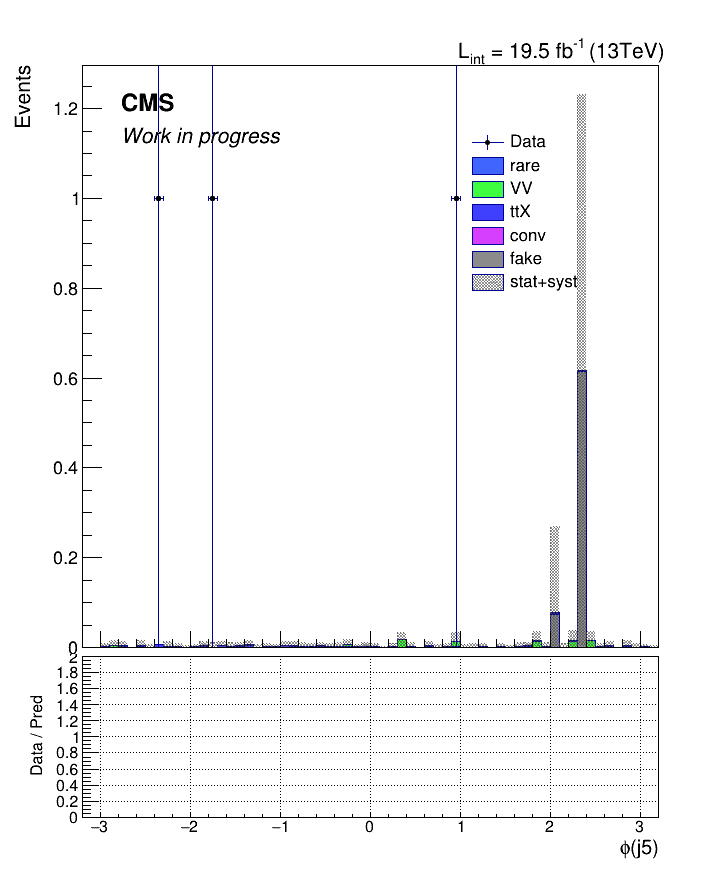 L_int = 19.5 fb^-1 (13TeV)
Events
CMS
Work in progress
Data
rare
VV
ttX
conv
fake
stat+syst
1.2
1
0.8
0.6
0.4
0.2
0
Data / Pred
2
1.8
1.6
1.4
1.2
1
0.8
0.6
0.4
0.2
0
−3 −2 −1 0 1 2 3
ϕ(j5)